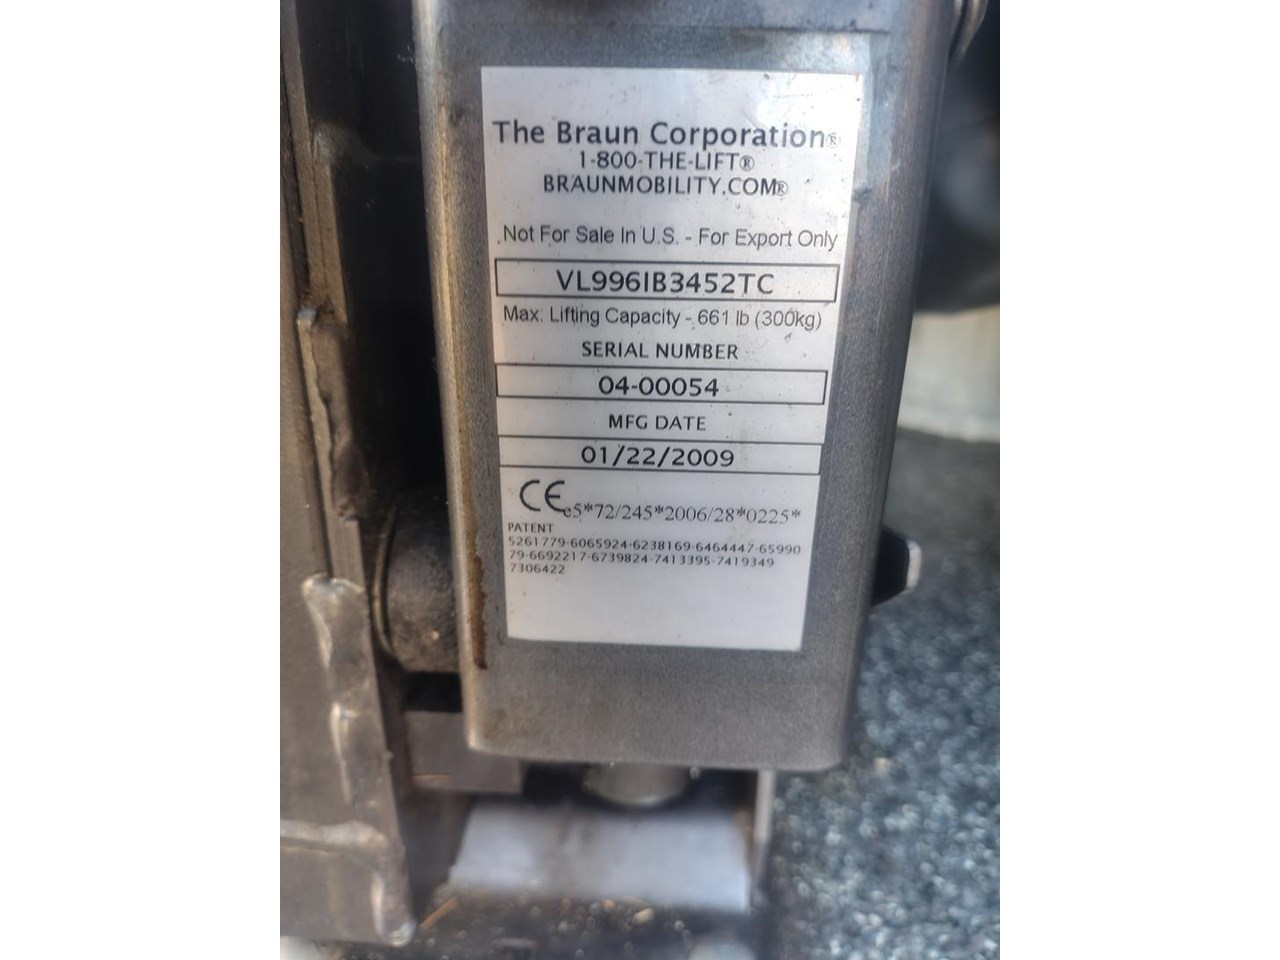 The Braun Corporation®
1-800-THE-LIFT®
BRAUNMOBILITY.COM®
Not For Sale In U.S. - For Export Only
VL996IB3452TC
Max. Lifting Capacity - 661 lb (300kg)
SERIAL NUMBER
04-00054
MFG DATE
01/22/2009
CE e5*72/245*2006/28*0225*
PATENT
5261779-6065924-6238169-6464447-65990
79-6692217-6739824-7413395-7419349
7306422